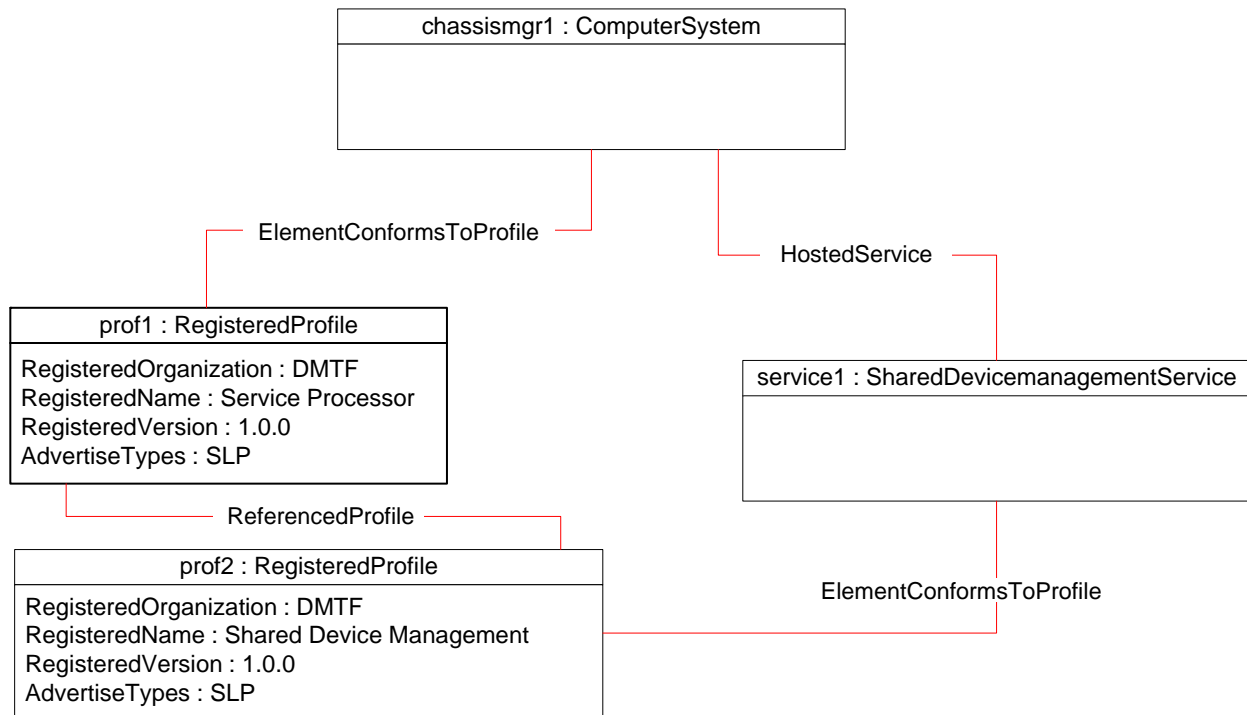 chassismgr1 : ComputerSystem
ElementConformsToProfile
HostedService
prof1 : RegisteredProfile
RegisteredOrganization : DMTF
RegisteredName : Service Processor
RegisteredVersion : 1.0.0
AdvertiseTypes : SLP
service1 : SharedDevicemanagementService
ReferencedProfile
prof2 : RegisteredProfile
RegisteredOrganization : DMTF
RegisteredName : Shared Device Management
RegisteredVersion : 1.0.0
AdvertiseTypes : SLP
ElementConformsToProfile